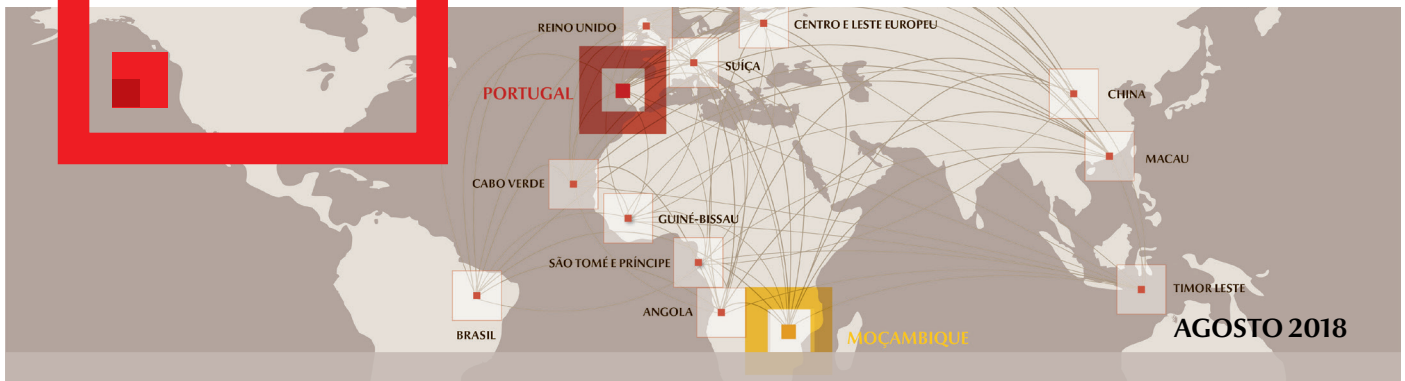 REINO UNIDO
CENTRO E LESTE EUROPEU
SUÍÇA
PORTUGAL
CHINA
MACAU
CABO VERDE
GUINÉ-BISSAU
SÃO TOMÉ E PRÍNCIPE
TIMOR LESTE
ANGOLA
BRASIL
MOÇAMBIQUE
AGOSTO 2018